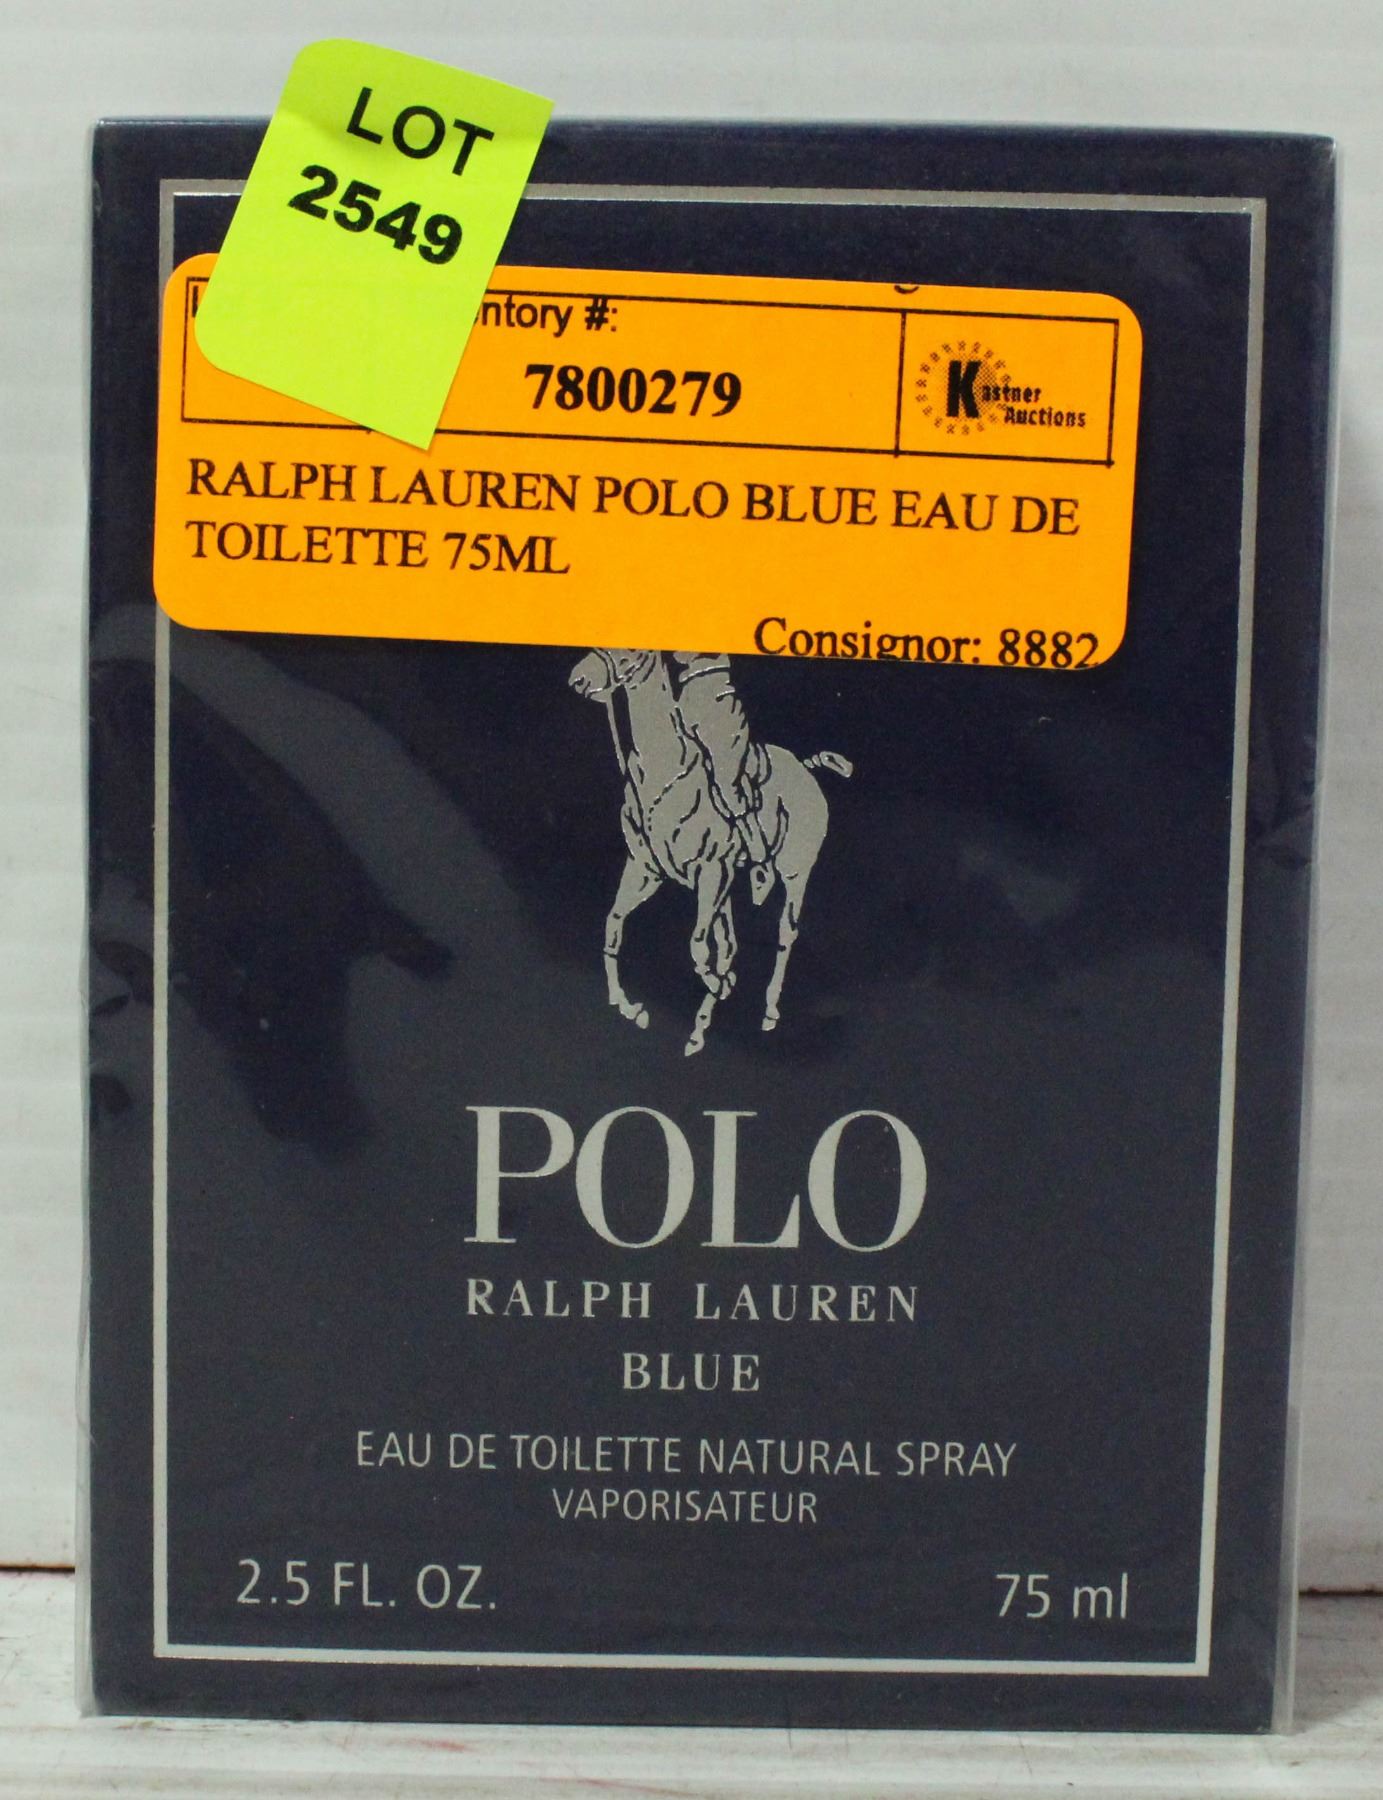 LOT
2549
#:
7800279
Kastner
Auctions
RALPH LAUREN POLO BLUE EAU DE
TOILETTE 75ML
Consignor: 8882
POLO
RALPH LAUREN
BLUE
EAU DE TOILETTE NATURAL SPRAY
VAPORISATEUR
2.5 FL. OZ.
75 ml